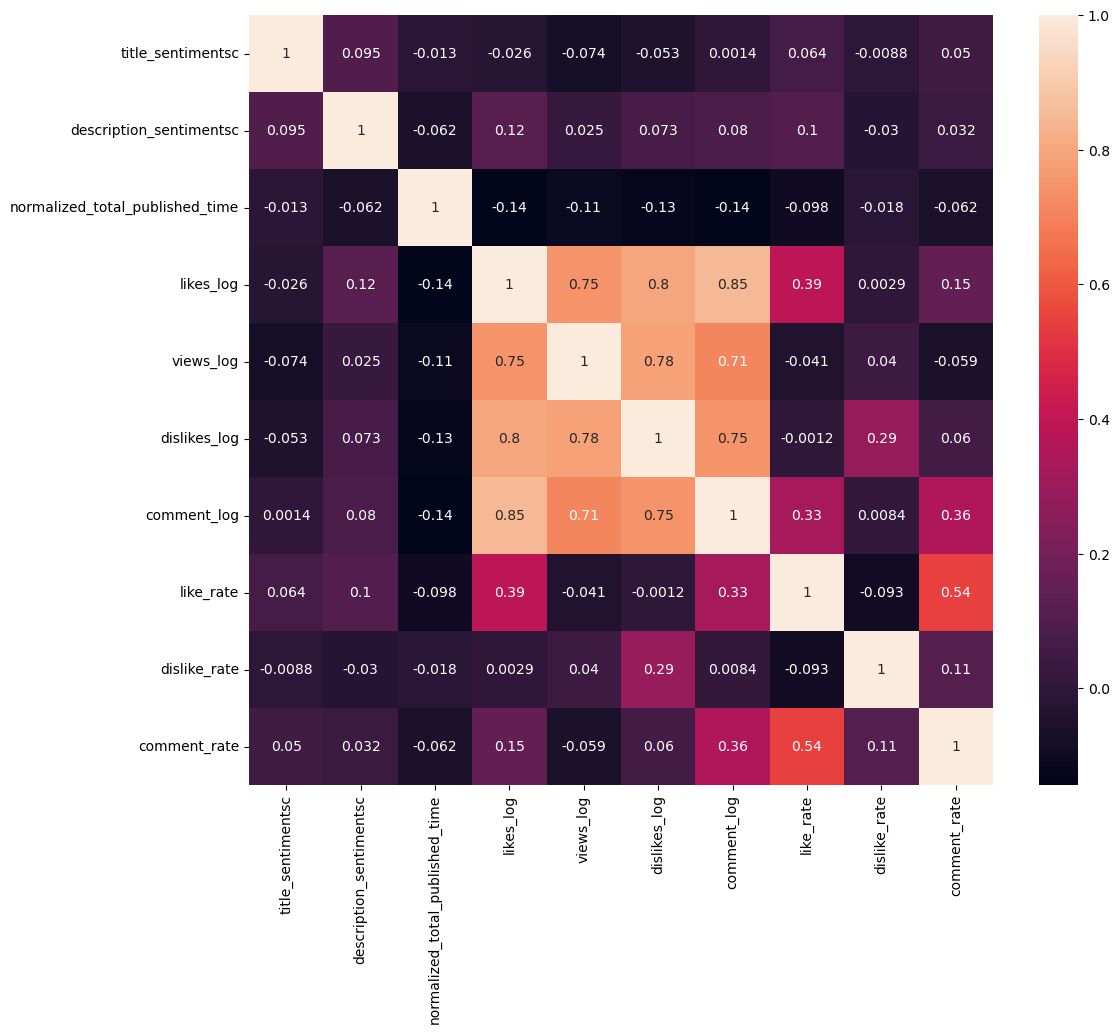 1.0
title_sentimentsc 1 0.095 -0.013 -0.026 -0.074 -0.053 0.0014 0.064 -0.0088 0.05
description_sentimentsc 0.095 1 -0.062 0.12 0.025 0.073 0.08 0.1 -0.03 0.032
0.8
normalized_total_published_time -0.013 -0.062 1 -0.14 -0.11 -0.13 -0.14 -0.098 -0.018 -0.062
likes_log -0.026 0.12 -0.14 1 0.75 0.8 0.85 0.39 0.0029 0.15
0.6
views_log -0.074 0.025 -0.11 0.75 1 0.78 0.71 -0.041 0.04 -0.059
0.4
dislikes_log -0.053 0.073 -0.13 0.8 0.78 1 0.75 -0.0012 0.29 0.06
comment_log 0.0014 0.08 -0.14 0.85 0.71 0.75 1 0.33 0.0084 0.36
0.2
like_rate 0.064 0.1 -0.098 0.39 -0.041 -0.0012 0.33 1 -0.093 0.54
dislike_rate -0.0088 -0.03 -0.018 0.0029 0.04 0.29 0.0084 -0.093 1 0.11
0.0
comment_rate 0.05 0.032 -0.062 0.15 -0.059 0.06 0.36 0.54 0.11 1
title_sentimentsc
description_sentimentsc
normalized_total_published_time
likes_log
views_log
dislikes_log
comment_log
like_rate
dislike_rate
comment_rate